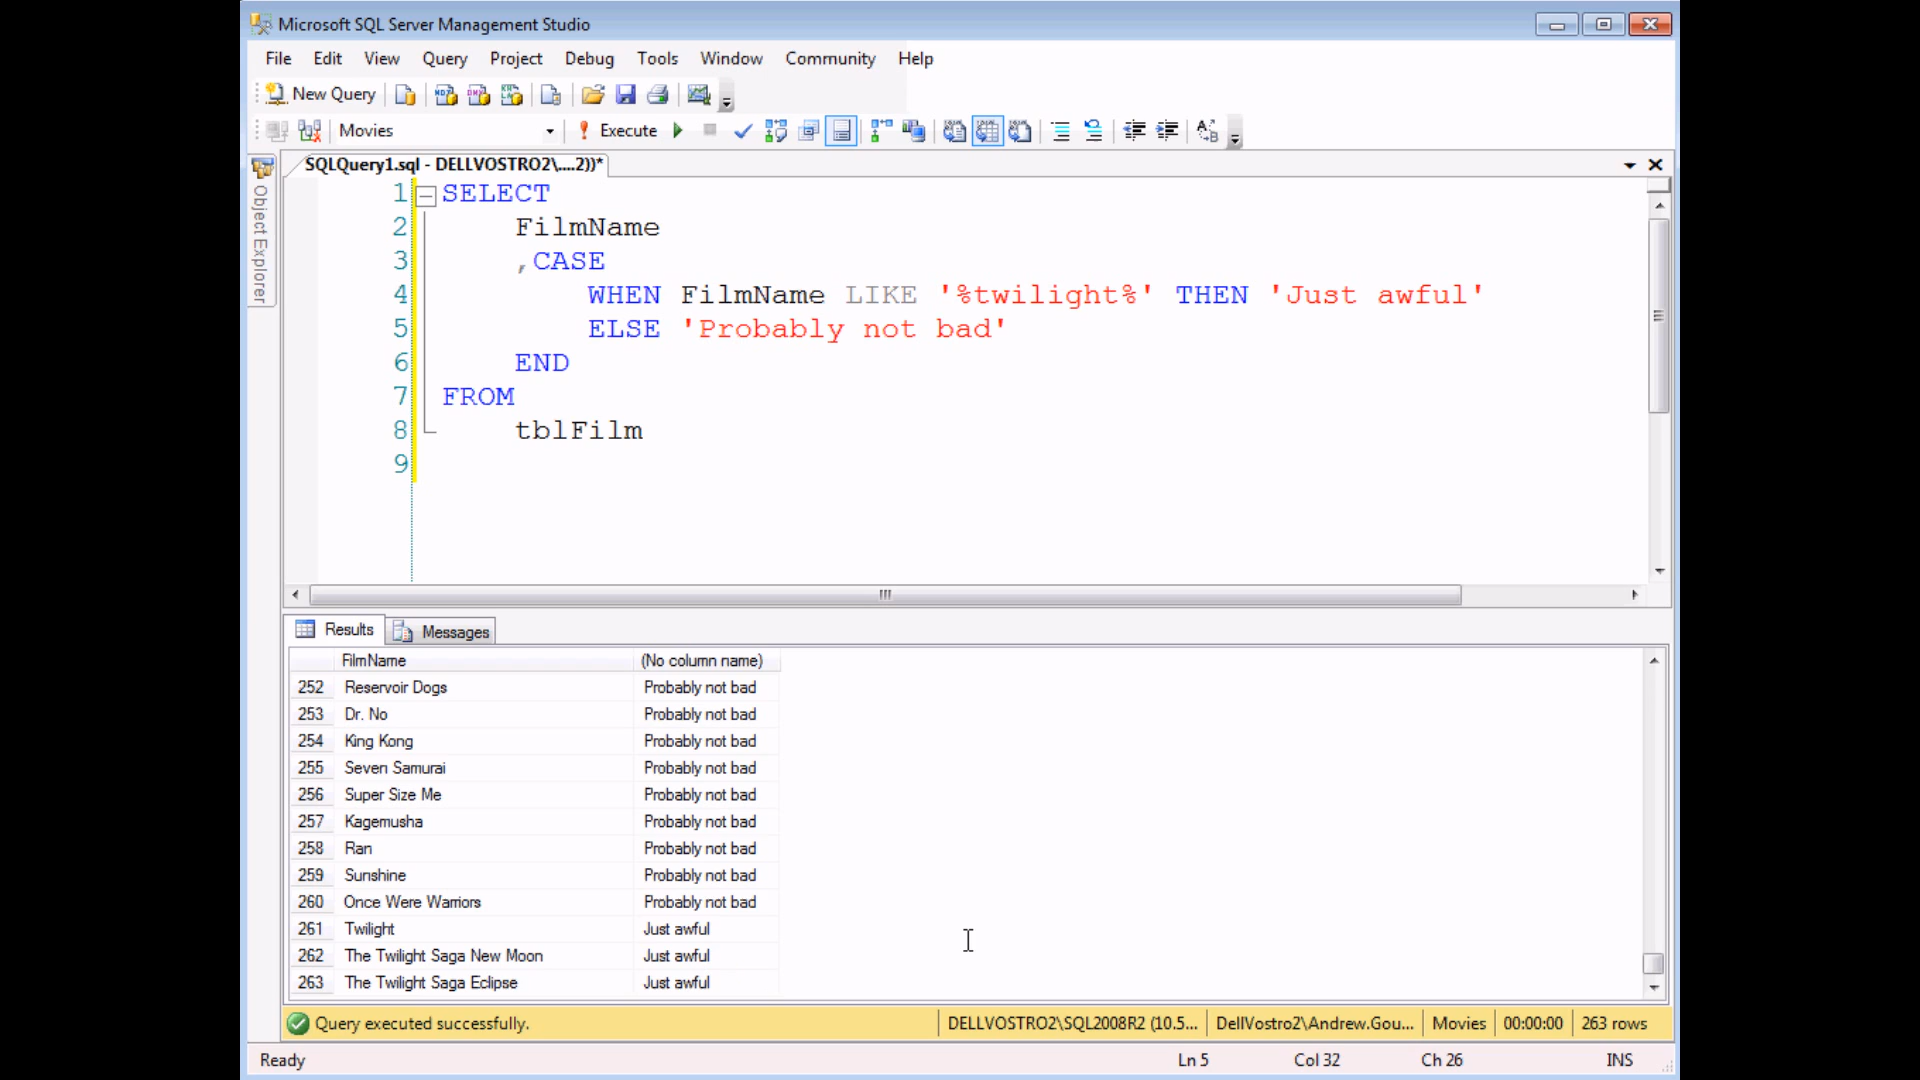 Microsoft SQL Server Management Studio
File Edit View Query Project Debug Tools Window Community Help
New Query
Movies Execute
SQLQuery1.sql - DELLVOSTRO2\....2))*
Object Explorer
1 SELECT
2 FilmName
3 ,CASE
4 WHEN FilmName LIKE '%twilight%' THEN 'Just awful'
5 ELSE 'Probably not bad'
6 END
7 FROM
8 tblFilm
9
Results Messages
FilmName (No column name)
252 Reservoir Dogs Probably not bad
253 Dr. No Probably not bad
254 King Kong Probably not bad
255 Seven Samurai Probably not bad
256 Super Size Me Probably not bad
257 Kagemusha Probably not bad
258 Ran Probably not bad
259 Sunshine Probably not bad
260 Once Were Warriors Probably not bad
261 Twilight Just awful
262 The Twilight Saga New Moon Just awful
263 The Twilight Saga Eclipse Just awful
Query executed successfully. DELLVOSTRO2\SQL2008R2 (10.5... DellVostro2\Andrew.Gou... Movies 00:00:00 263 rows
Ready Ln 5 Col 32 Ch 26 INS